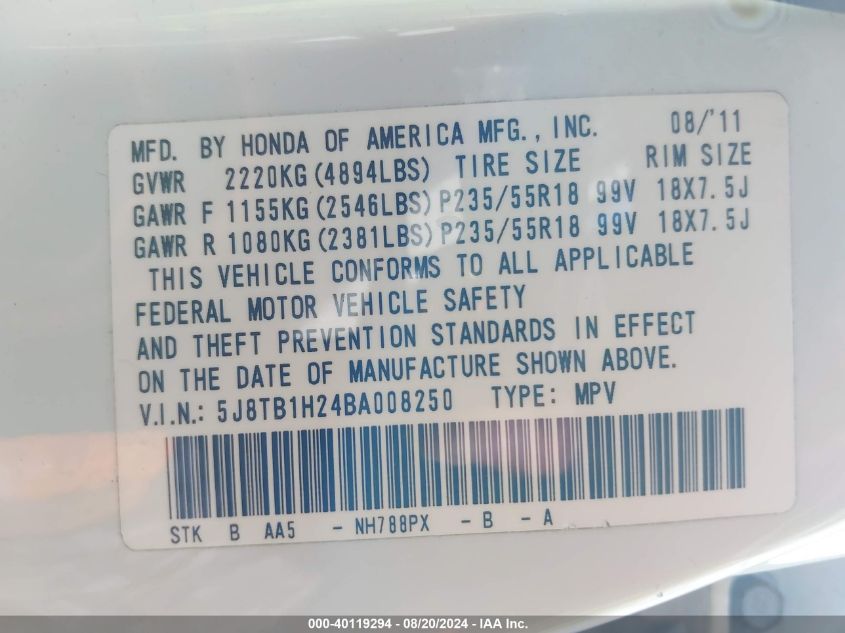 MFD. BY HONDA OF AMERICA MFG., INC. 08/'11
GVWR 2220KG(4894LBS) TIRE SIZE RIM SIZE
GAWR F 1155KG(2546LBS) P235/55R18 99V 18X7.5J
GAWR R 1080KG(2381LBS) P235/55R18 99V 18X7.5J
THIS VEHICLE CONFORMS TO ALL APPLICABLE
FEDERAL MOTOR VEHICLE SAFETY
AND THEFT PREVENTION STANDARDS IN EFFECT
ON THE DATE OF MANUFACTURE SHOWN ABOVE.
V.I.N.: 5J8TB1H24BA008250 TYPE: MPV
STK B AA5 - NH788PX - B - A
000-40119294 - 08/20/2024 - IAA Inc.